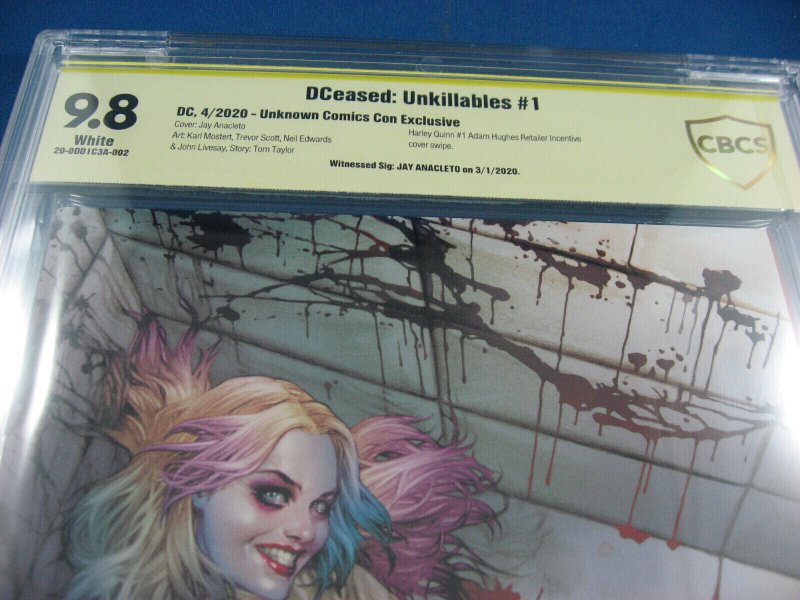 DCeased: Unkillables #1
9.8
White
20-0DD1C3A-002
DC, 4/2020 - Unknown Comics Con Exclusive
Cover: Jay Anacleto
Art: Karl Mostert, Trevor Scott, Neil Edwards
& John Livesay, Story: Tom Taylor
Harley Quinn #1 Adam Hughes Retailer Incentive
cover swipe.
Witnessed Sig: JAY ANACLETO on 3/1/2020.
CBCS